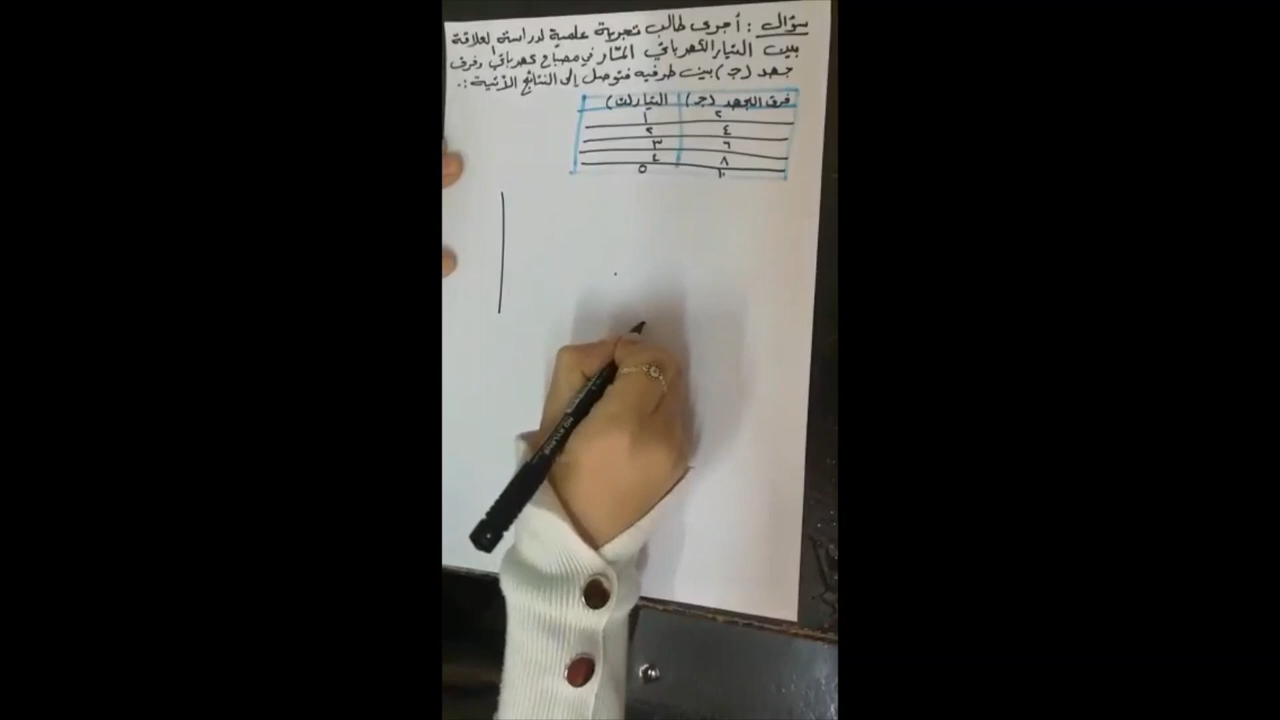 سؤال : أجرى طالب تجربة علمية لدراسة العلاقة
بين التيار الكهربائي المار في مصباح كهربائي وفرق
جهد (جـ) بين طرفيه فتوصل إلى النتائج الآتية :.
فرق الجهد (جـ) التيار (ت)
٢ ١
٤ ٢
٦ ٣
٨ ٤
١٠ ٥